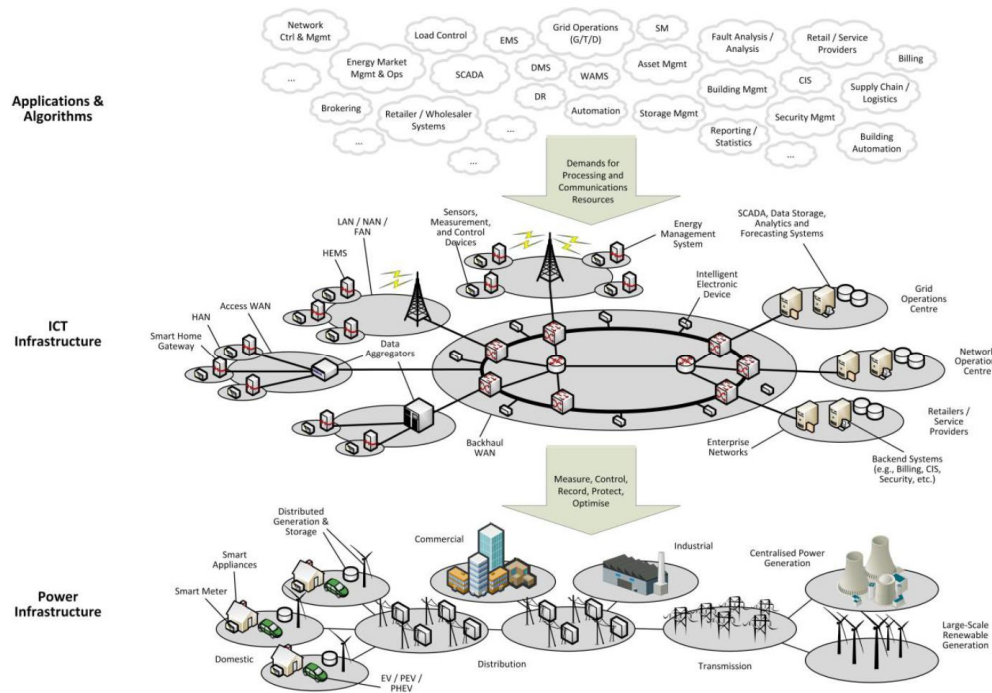 Network
Ctrl & Mgmt
Load Control
EMS
Grid Operations
(G/T/D)
SM
Fault Analysis /
Analysis
Retail / Service
Providers
Billing
...
Energy Market
Mgmt & Ops
SCADA
DMS
WAMS
Asset Mgmt
Building Mgmt
CIS
Supply Chain /
Logistics
Applications &
Algorithms
Brokering
Retailer / Wholesaler
Systems
DR
Automation
Storage Mgmt
Security Mgmt
...
...
...
Reporting /
Statistics
...
Building
Automation
Demands for
Processing and
Communications
Resources
LAN / NAN /
FAN
Sensors,
Measurement,
and Control
Devices
Energy
Management
System
SCADA, Data Storage,
Analytics and
Forecasting Systems
HEMS
Intelligent
Electronic
Device
Access WAN
Grid
Operations
Centre
ICT
Infrastructure
HAN
Smart Home
Gateway
Data
Aggregators
Network
Operations
Centre
Backhaul
WAN
Enterprise
Networks
Retailers /
Service
Providers
Backend Systems
(e.g., Billing, CIS,
Security, etc.)
Measure, Control,
Record, Protect,
Optimise
Distributed
Generation &
Storage
Commercial
Industrial
Centralised Power
Generation
Smart
Appliances
Power
Infrastructure
Smart Meter
Domestic
Distribution
Transmission
Large-Scale
Renewable
Generation
EV / PEV /
PHEV